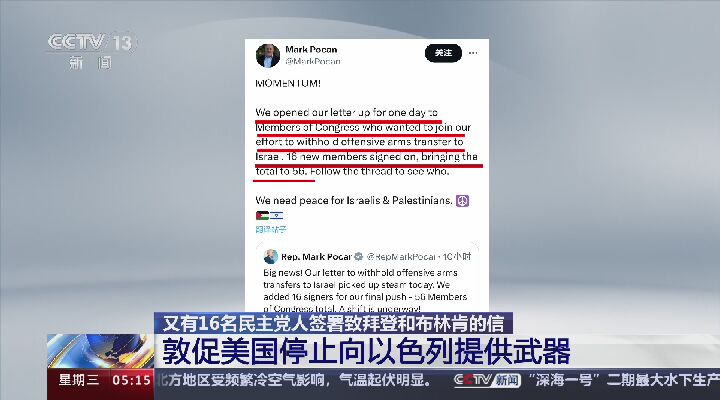 CCTV 13
新闻
Mark Pocan
@MarkPocan
关注
MOMENTUM!
We opened our letter up for one day to
Members of Congress who wanted to join our
effort to withhold offensive arms transfer to
Israel. 16 new members signed on, bringing the
total to 56. Follow the thread to see who.
We need peace for Israelis & Palestinians.
翻译帖子
Rep. Mark Pocan @RepMarkPocan · 10小时
Big news! Our letter to withhold offensive arms
transfers to Israel picked up steam today. We
added 16 signers for our final push - 56 Members
of Congress total. A shift is underway!
又有16名民主党人签署致拜登和布林肯的信
敦促美国停止向以色列提供武器
星期三 05:15 北方地区受频繁冷空气影响，气温起伏明显。 CCTV 新闻 “深海一号”二期最大水下生产